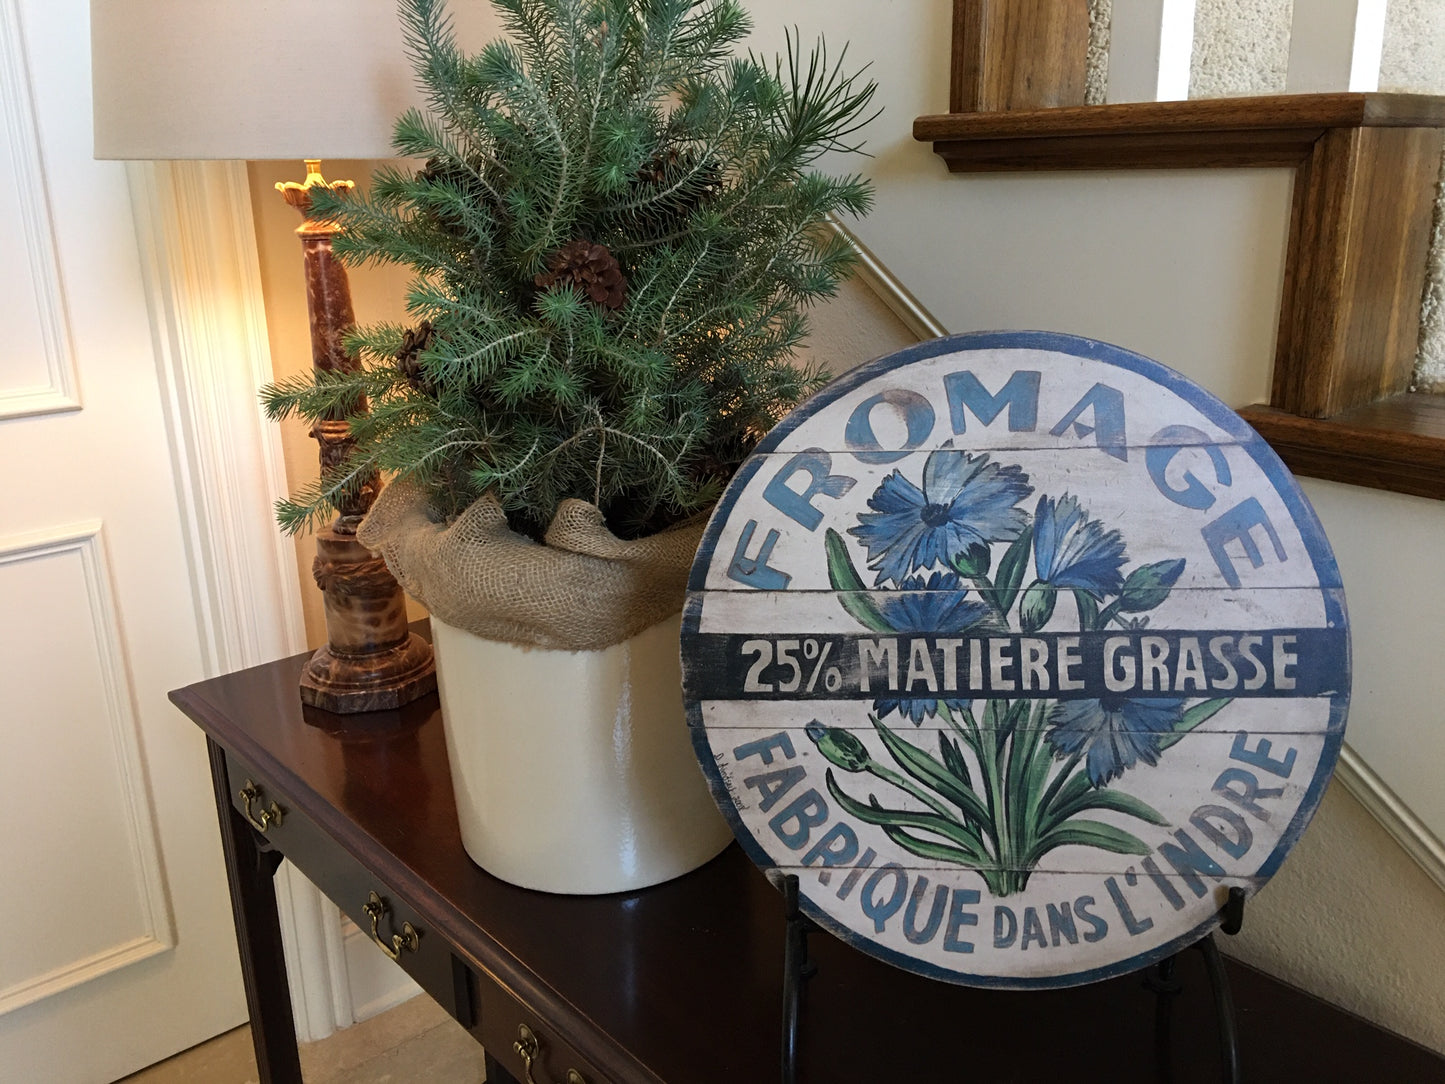 FROMAGE
25% MATIERE GRASSE
FABRIQUE DANS L'INDRE